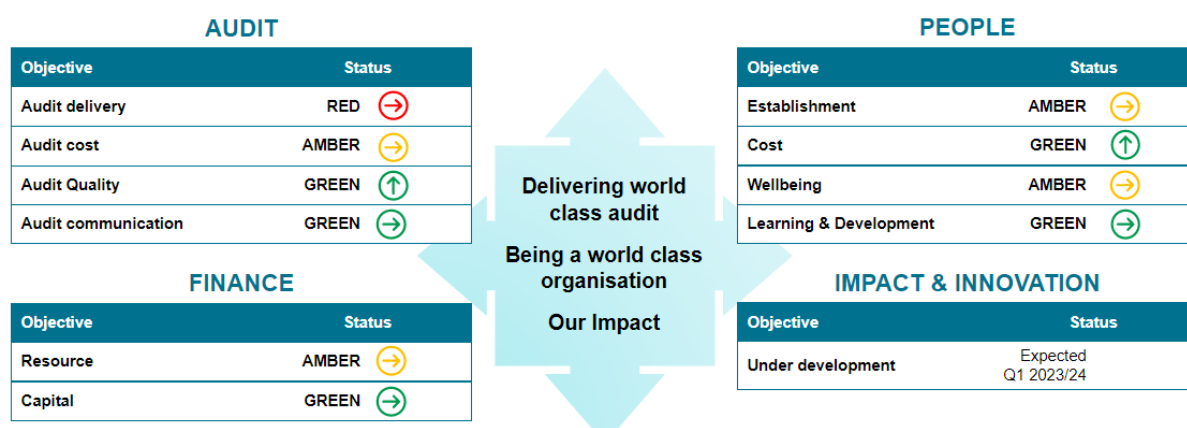 AUDIT
Objective Status
Audit delivery RED
Audit cost AMBER
Audit Quality GREEN
Audit communication GREEN
FINANCE
Objective Status
Resource AMBER
Capital GREEN
Delivering world
class audit
Being a world class
organisation
Our Impact
PEOPLE
Objective Status
Establishment AMBER
Cost GREEN
Wellbeing AMBER
Learning & Development GREEN
IMPACT & INNOVATION
Objective Status
Under development Expected
Q1 2023/24